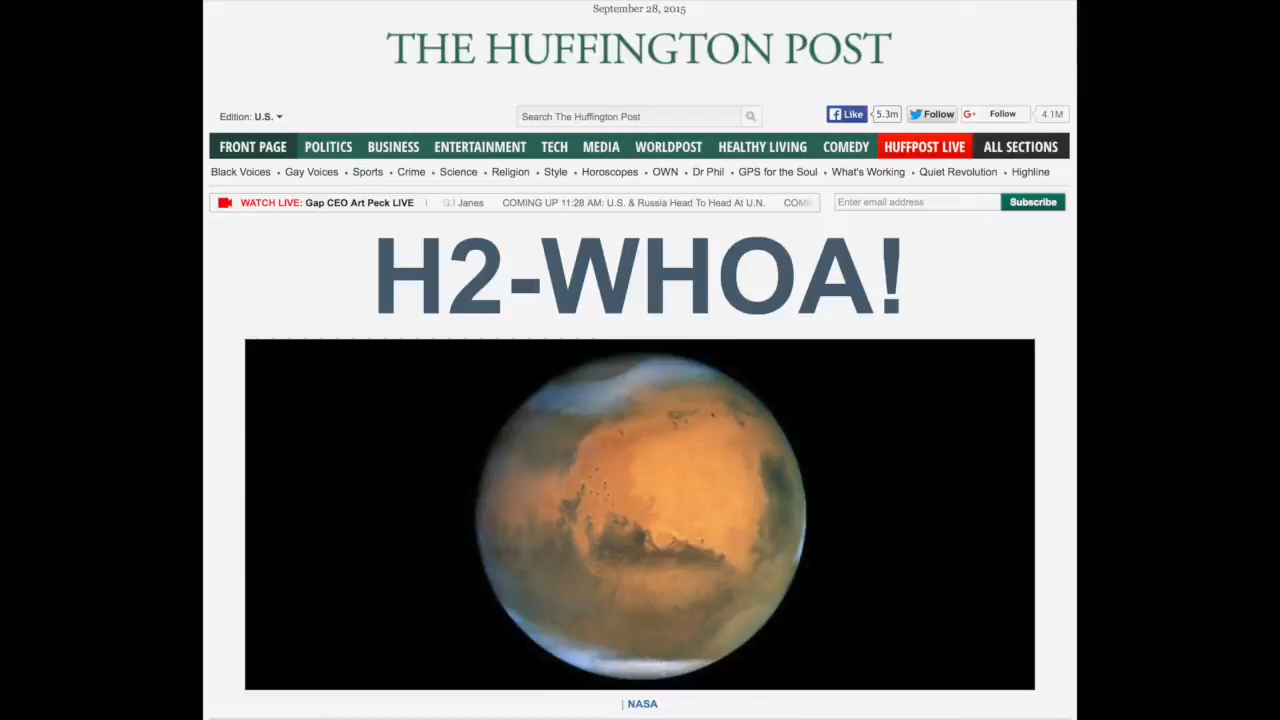 September 28, 2015
THE HUFFINGTON POST
Edition: U.S.
Search The Huffington Post
Like 5.3m Follow Follow 4.1M
FRONT PAGE POLITICS BUSINESS ENTERTAINMENT TECH MEDIA WORLDPOST HEALTHY LIVING COMEDY HUFFPOST LIVE ALL SECTIONS
Black Voices • Gay Voices • Sports • Crime • Science • Religion • Style • Horoscopes • OWN • Dr Phil • GPS for the Soul • What's Working • Quiet Revolution • Highline
WATCH LIVE: Gap CEO Art Peck LIVE | G.I Janes COMING UP 11:28 AM: U.S. & Russia Head To Head At U.N. Enter email address Subscribe
H2-WHOA!
| NASA